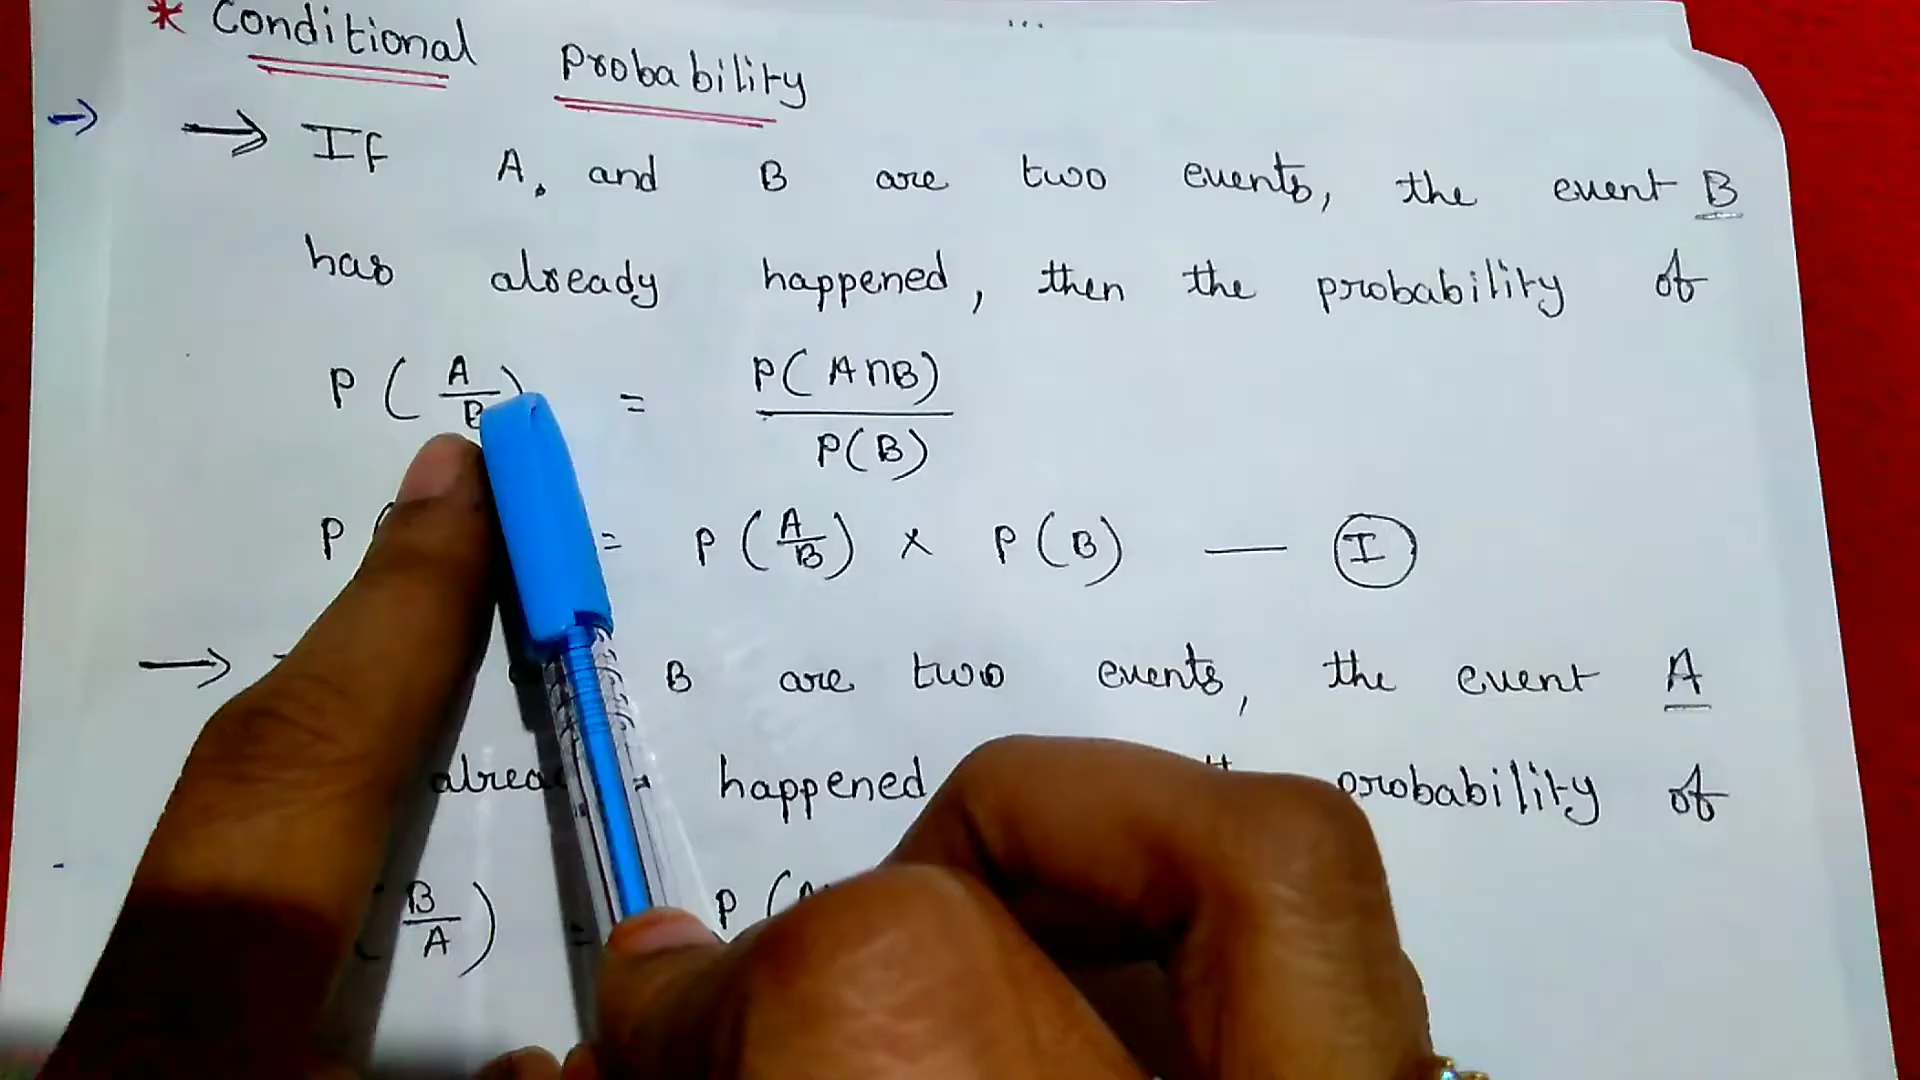 * Conditional Probability
→ → If A, and B are two events, the event B
has already happened, then the probability of
P(A/B) = P(A∩B)/P(B)
P( = P(A/B) × P(B) — I
→ B are two events, the event A
happened probability of
(B/A) = P(